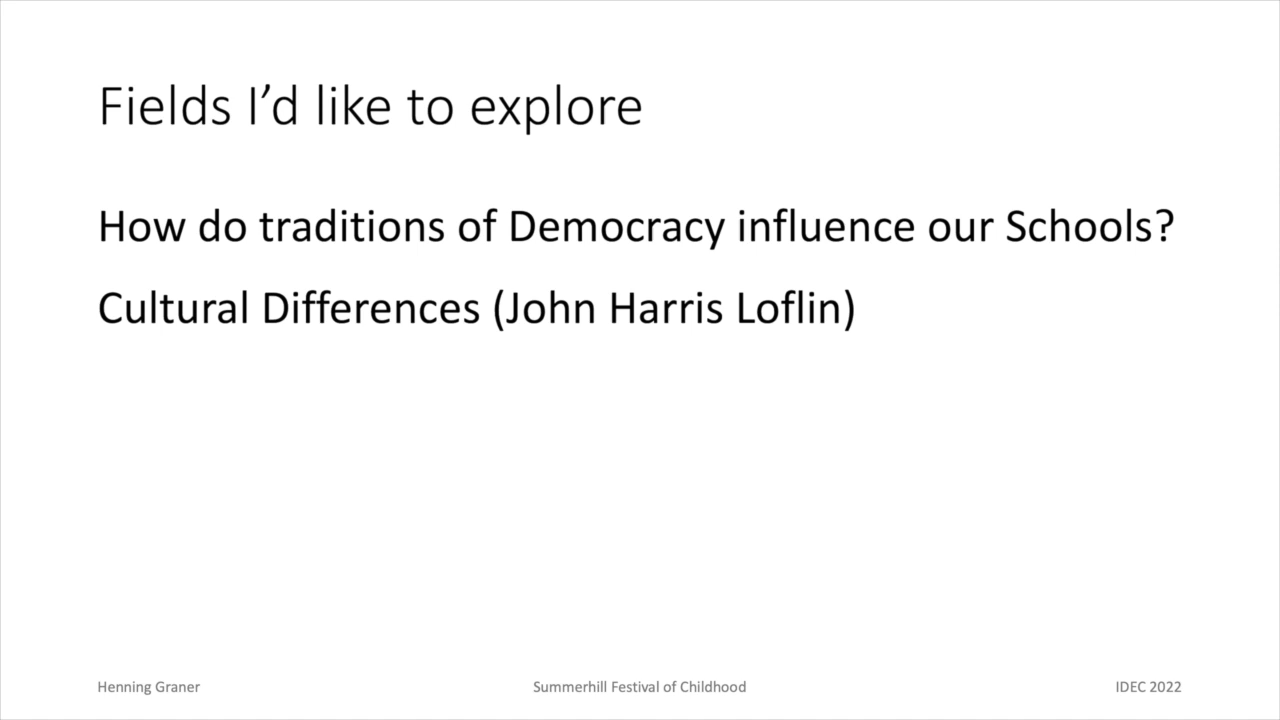 Fields I’d like to explore
How do traditions of Democracy influence our Schools?
Cultural Differences (John Harris Loflin)
Henning Graner
Summerhill Festival of Childhood
IDEC 2022